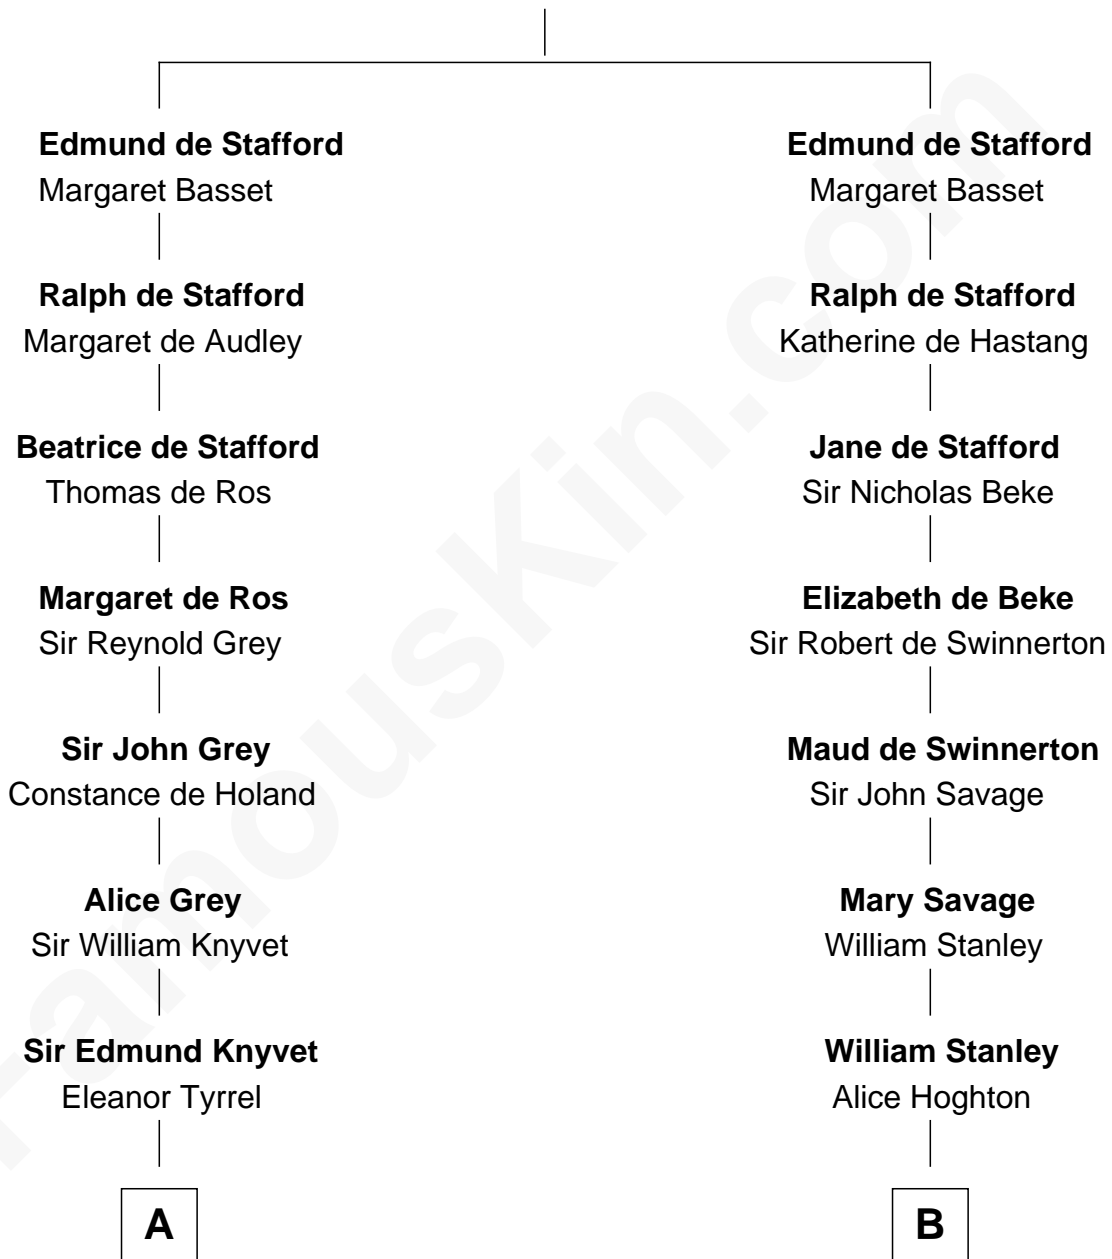 Edmund de Stafford
Margaret Basset
Ralph de Stafford
Margaret de Audley
Beatrice de Stafford
Thomas de Ros
Margaret de Ros
Sir Reynold Grey
Sir John Grey
Constance de Holand
Alice Grey
Sir William Knyvet
Sir Edmund Knyvet
Eleanor Tyrrel
A
Edmund de Stafford
Margaret Basset
Ralph de Stafford
Katherine de Hastang
Jane de Stafford
Sir Nicholas Beke
Elizabeth de Beke
Sir Robert de Swinnerton
Maud de Swinnerton
Sir John Savage
Mary Savage
William Stanley
William Stanley
Alice Hoghton
B
FamousKin.com